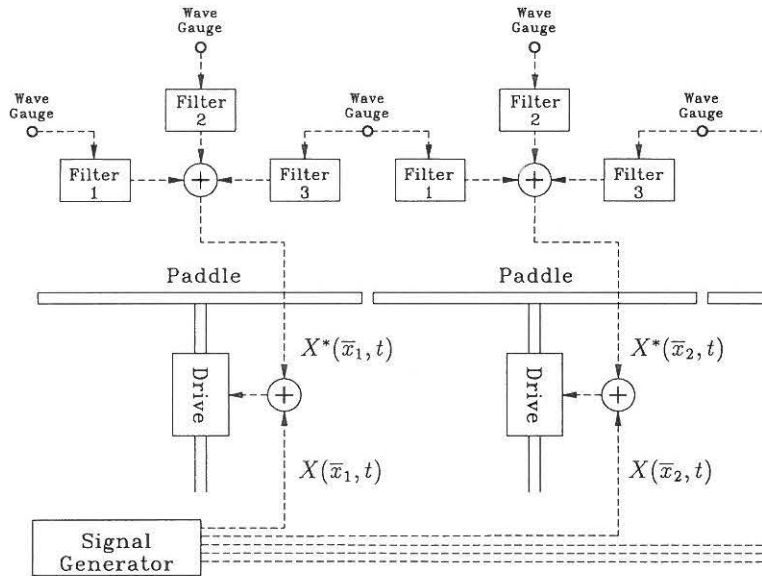 Wave
Gauge
Wave
Gauge
Wave
Gauge
Wave
Gauge
Wave
Gauge
Filter
2
Filter
2
Filter
1
Filter
3
Filter
1
Filter
3
+
+
Paddle
Paddle
X*(x̅₁, t)
X*(x̅₂, t)
Drive
+
Drive
+
X(x̅₁, t)
X(x̅₂, t)
Signal
Generator